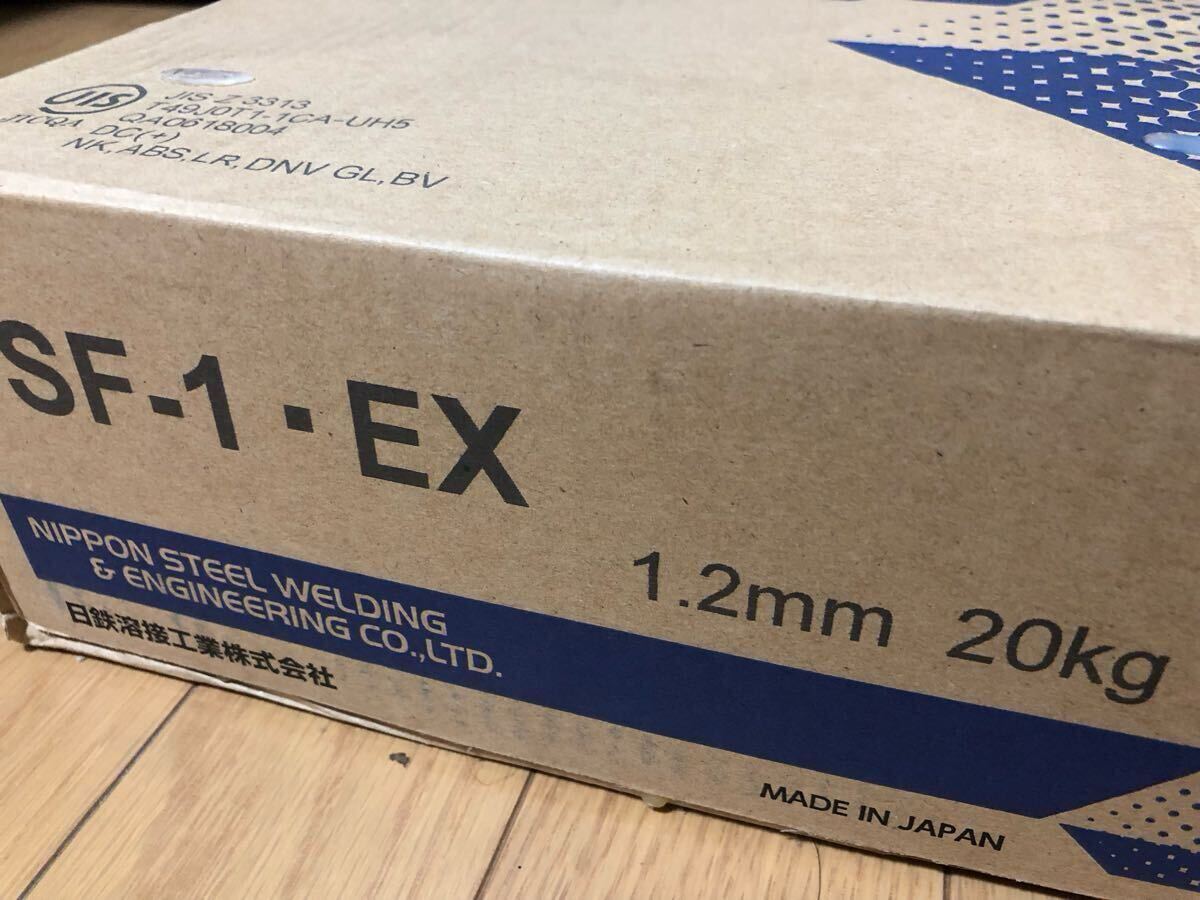 JIS
JIS Z 3313
T49J0T1-1CA-UH5
QA0618004
JICQA DC(+)
NK, ABS, LR, DNV GL, BV
SF-1・EX
1.2mm 20kg
NIPPON STEEL WELDING
& ENGINEERING CO.,LTD.
日鉄溶接工業株式会社
MADE IN JAPAN